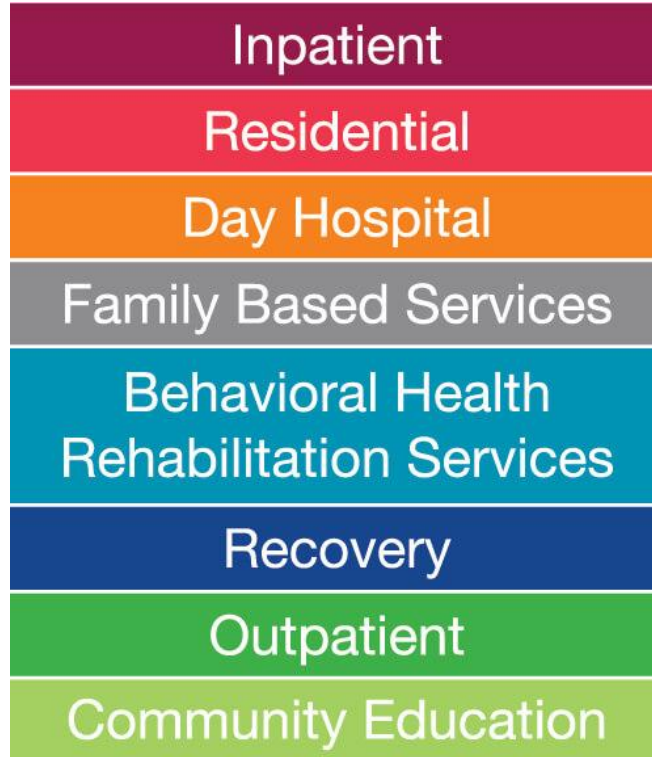 Inpatient
Residential
Day Hospital
Family Based Services
Behavioral Health
Rehabilitation Services
Recovery
Outpatient
Community Education